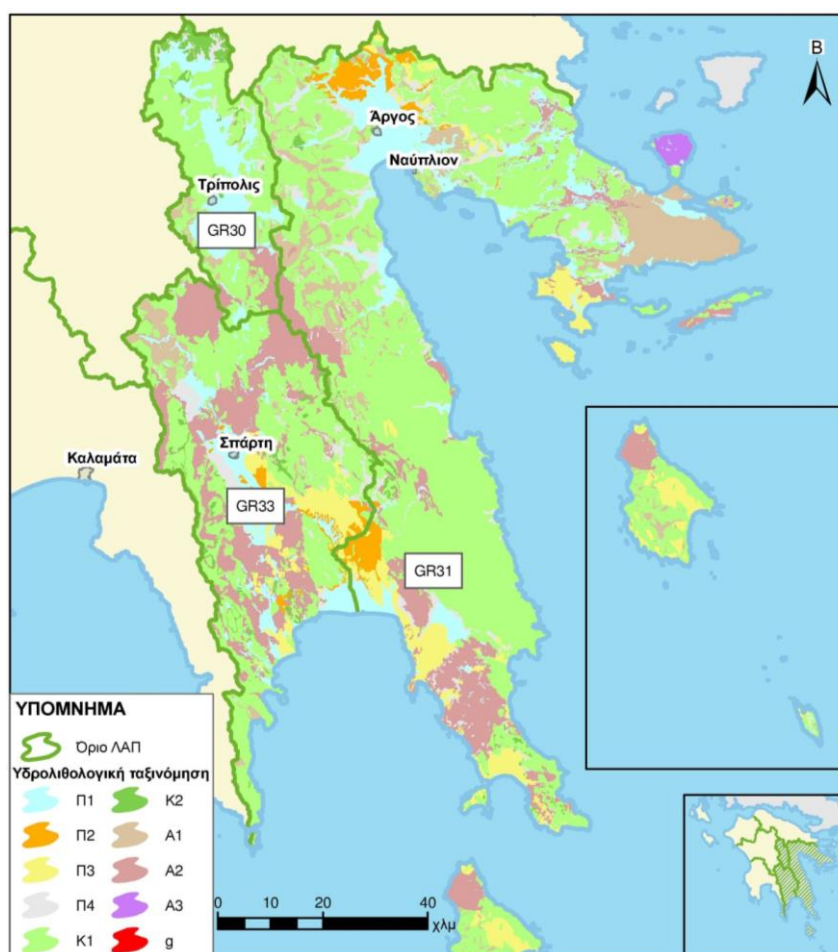 Β
Άργος
Ναύπλιον
Τρίπολις
GR30
Σπάρτη
Καλαμάτα
GR33
GR31
ΥΠΟΜΝΗΜΑ
Όριο ΛΑΠ
Υδρολιθολογική ταξινόμηση
Π1
Κ2
Π2
Α1
Π3
Α2
Π4
Α3
Κ1
g
0 10 20 40
χλμ